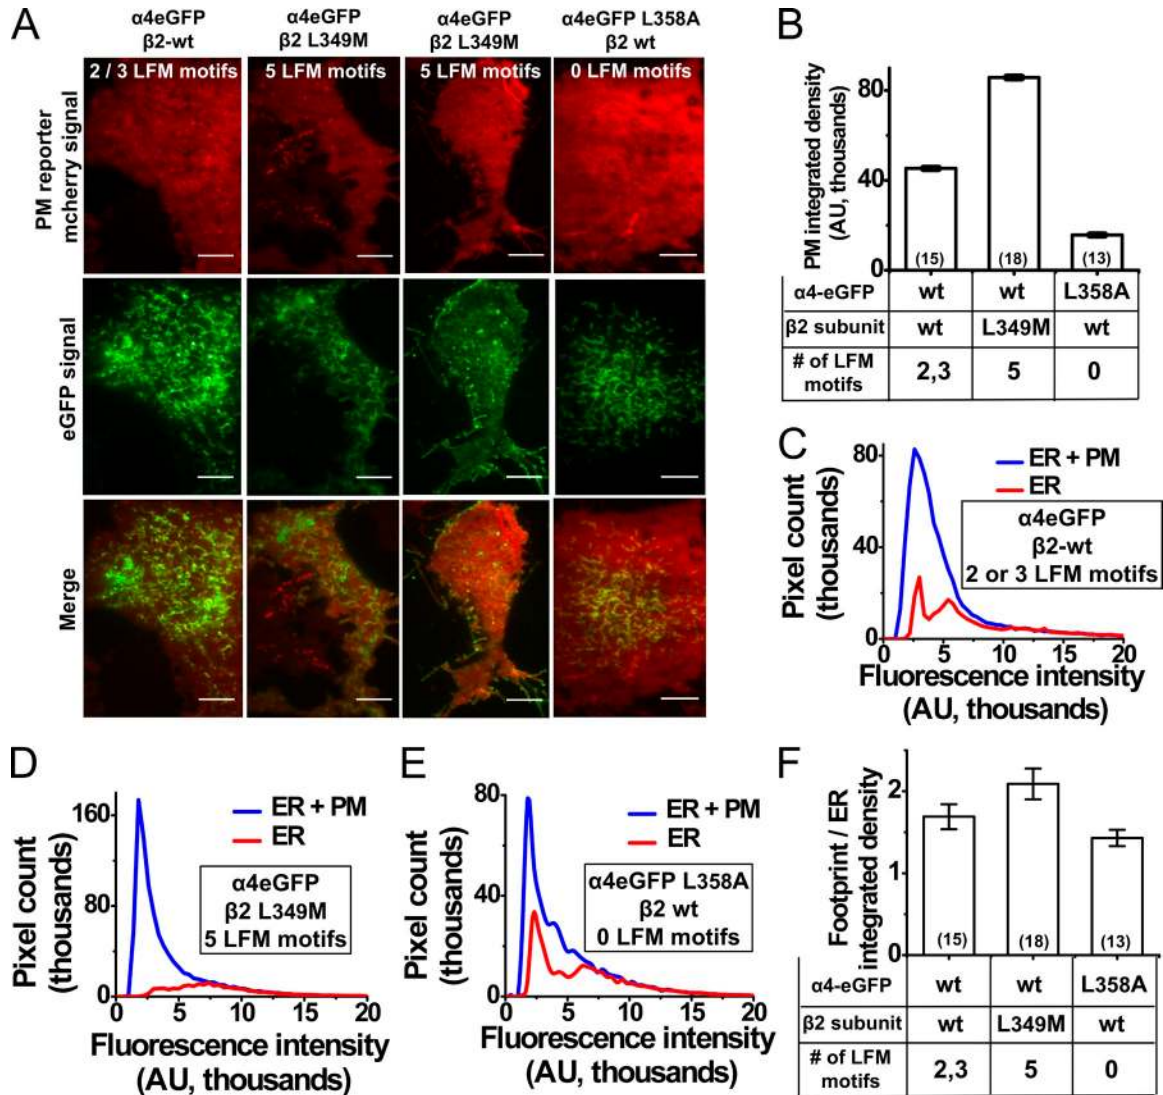 A
α4eGFP
β2-wt
α4eGFP
β2 L349M
α4eGFP
β2 L349M
α4eGFP L358A
β2 wt
2 / 3 LFM motifs
5 LFM motifs
5 LFM motifs
0 LFM motifs
PM reporter
mcherry signal
eGFP signal
Merge
B
PM integrated density
(AU, thousands)
80
40
0
(15)
(18)
(13)
α4-eGFP
wt
wt
L358A
β2 subunit
wt
L349M
wt
# of LFM
motifs
2,3
5
0
C
Pixel count
(thousands)
80
40
0
ER + PM
ER
α4eGFP
β2-wt
2 or 3 LFM motifs
0
5
10
15
20
Fluorescence intensity
(AU, thousands)
D
Pixel count
(thousands)
160
80
0
ER + PM
ER
α4eGFP
β2 L349M
5 LFM motifs
0
5
10
15
20
Fluorescence intensity
(AU, thousands)
E
Pixel count
(thousands)
80
40
0
ER + PM
ER
α4eGFP L358A
β2 wt
0 LFM motifs
0
5
10
15
20
Fluorescence intensity
(AU, thousands)
F
Footprint / ER
integrated density
2
1
0
(15)
(18)
(13)
α4-eGFP
wt
wt
L358A
β2 subunit
wt
L349M
wt
# of LFM
motifs
2,3
5
0